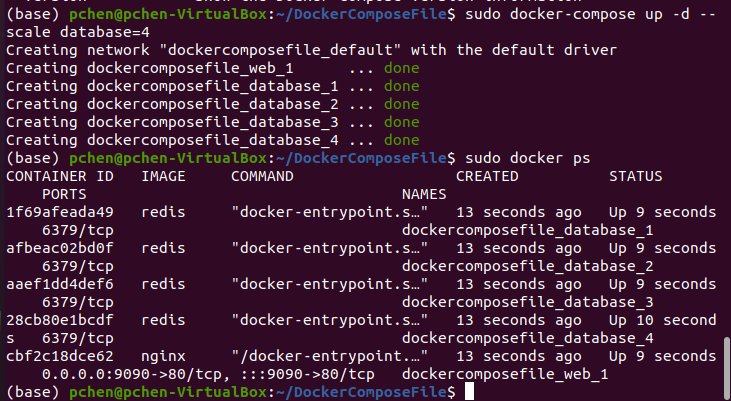 (base) pchen@pchen-VirtualBox:~/DockerComposeFile$ sudo docker-compose up -d --
scale database=4
Creating network "dockercomposefile_default" with the default driver
Creating dockercomposefile_web_1      ... done
Creating dockercomposefile_database_1 ... done
Creating dockercomposefile_database_2 ... done
Creating dockercomposefile_database_3 ... done
Creating dockercomposefile_database_4 ... done
(base) pchen@pchen-VirtualBox:~/DockerComposeFile$ sudo docker ps
CONTAINER ID   IMAGE     COMMAND                  CREATED          STATUS
    PORTS                                   NAMES
1f69afeada49   redis     "docker-entrypoint.s…"   13 seconds ago   Up 9 seconds
    6379/tcp                                dockercomposefile_database_1
afbeac02bd0f   redis     "docker-entrypoint.s…"   13 seconds ago   Up 9 seconds
    6379/tcp                                dockercomposefile_database_2
aaef1dd4def6   redis     "docker-entrypoint.s…"   13 seconds ago   Up 9 seconds
    6379/tcp                                dockercomposefile_database_3
28cb80e1bcdf   redis     "docker-entrypoint.s…"   13 seconds ago   Up 10 second
s   6379/tcp                                dockercomposefile_database_4
cbf2c18dce62   nginx     "/docker-entrypoint.…"   13 seconds ago   Up 9 seconds
    0.0.0.0:9090->80/tcp, :::9090->80/tcp   dockercomposefile_web_1
(base) pchen@pchen-VirtualBox:~/DockerComposeFile$